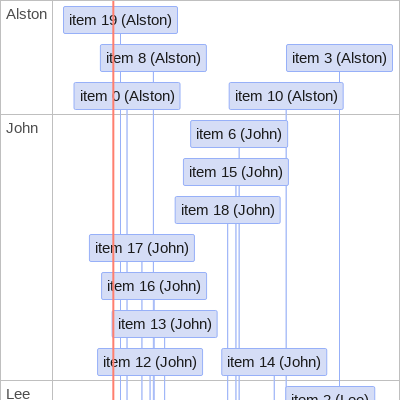 Alston
item 19 (Alston)
item 8 (Alston)
item 3 (Alston)
item 0 (Alston)
item 10 (Alston)
John
item 6 (John)
item 15 (John)
item 18 (John)
item 17 (John)
item 16 (John)
item 13 (John)
item 12 (John)
item 14 (John)
Lee
item 2 (Lee)